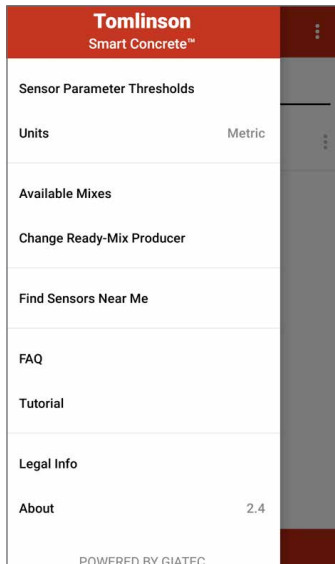 Tomlinson
Smart Concrete™
Sensor Parameter Thresholds
Units Metric
Available Mixes
Change Ready-Mix Producer
Find Sensors Near Me
FAQ
Tutorial
Legal Info
About 2.4
POWERED BY GIATEC